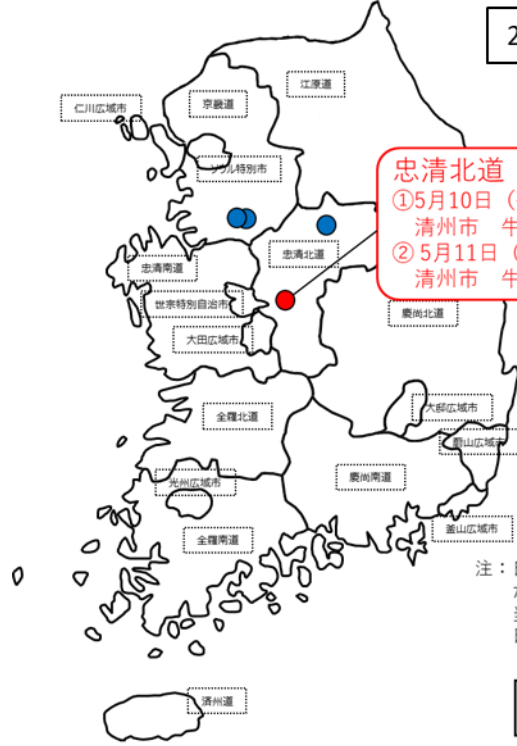 2
江原道
京畿道
仁川広域市
ソウル特別市
忠清北道
①5月10日（
清州市 牛
② 5月11日（
清州市 牛
忠清北道
忠清南道
世宗特別自治市
慶尚北道
大田広域市
大邱広域市
全羅北道
蔚山広域市
慶尚南道
光州広域市
釜山広域市
全羅南道
注：
済州道